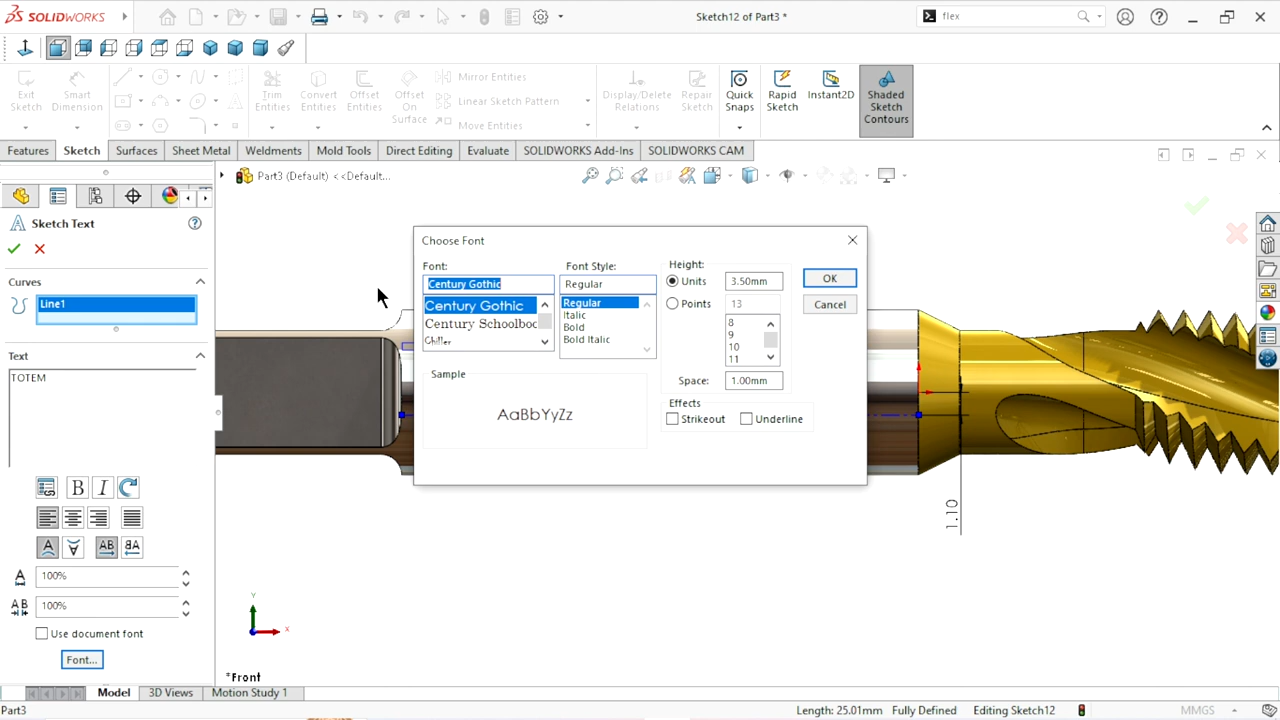 SOLIDWORKS
Sketch12 of Part3 *
flex
Exit Sketch
Smart Dimension
Trim Entities
Convert Entities
Offset Entities
Offset On Surface
Mirror Entities
Linear Sketch Pattern
Move Entities
Display/Delete Relations
Repair Sketch
Quick Snaps
Rapid Sketch
Instant2D
Shaded Sketch Contours
Features
Sketch
Surfaces
Sheet Metal
Weldments
Mold Tools
Direct Editing
Evaluate
SOLIDWORKS Add-Ins
SOLIDWORKS CAM
Part3 (Default) <<Default...
Sketch Text
Curves
Line1
Text
TOTEM
B I
AB
100%
AB
100%
Use document font
Font...
Choose Font
Font:
Century Gothic
Century Gothic
Century Schoolboo
Chiller
Font Style:
Regular
Regular
Italic
Bold
Bold Italic
Height:
Units
3.50mm
Points
13
8
9
10
11
Space:
1.00mm
OK
Cancel
Sample
AaBbYyZz
Effects
Strikeout
Underline
1.10
Y
X
*Front
Model
3D Views
Motion Study 1
Part3
Length: 25.01mm
Fully Defined
Editing Sketch12
MMGS